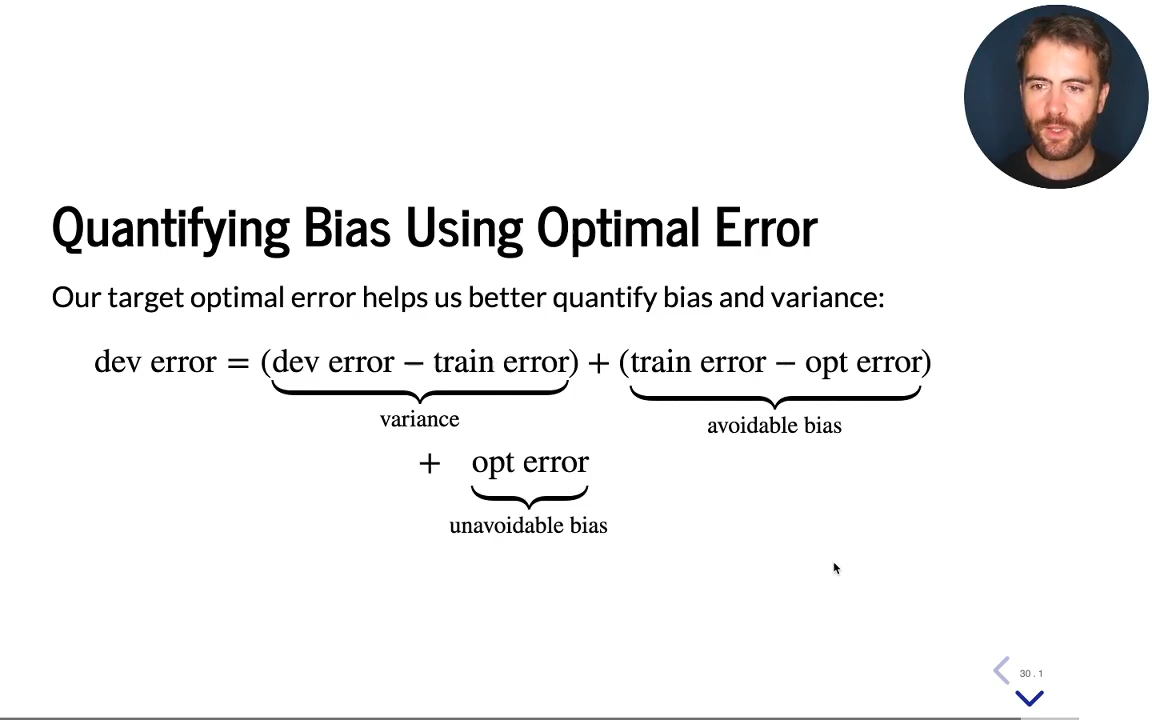 Quantifying Bias Using Optimal Error
Our target optimal error helps us better quantify bias and variance:
dev error = (dev error − train error) + (train error − opt error)
variance
avoidable bias
+ opt error
unavoidable bias
30 . 1